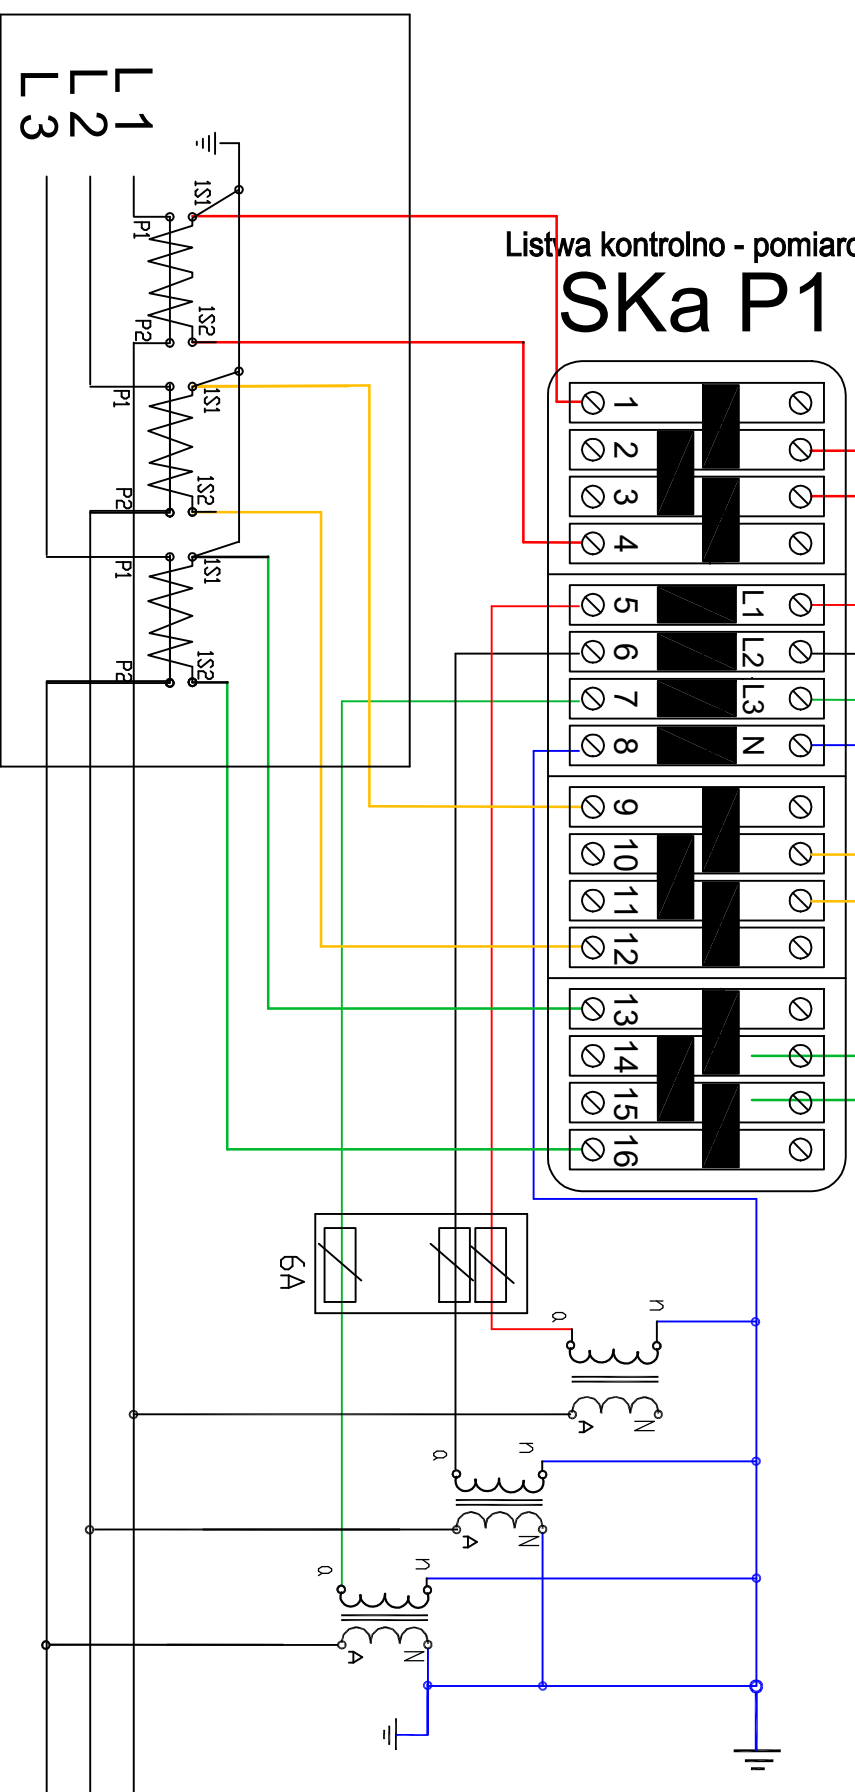 L1
L2
L3
1S1
P1
1S2
P2
1S1
P1
1S2
P2
1S1
P1
1S2
P2
Listwa kontrolno - pomiaro
SKa P1
1
2
3
4
5 L1
6 L2
7 L3
8 N
9
10
11
12
13
14
15
16
6A
a n
A N
a n
A N
a n
A N